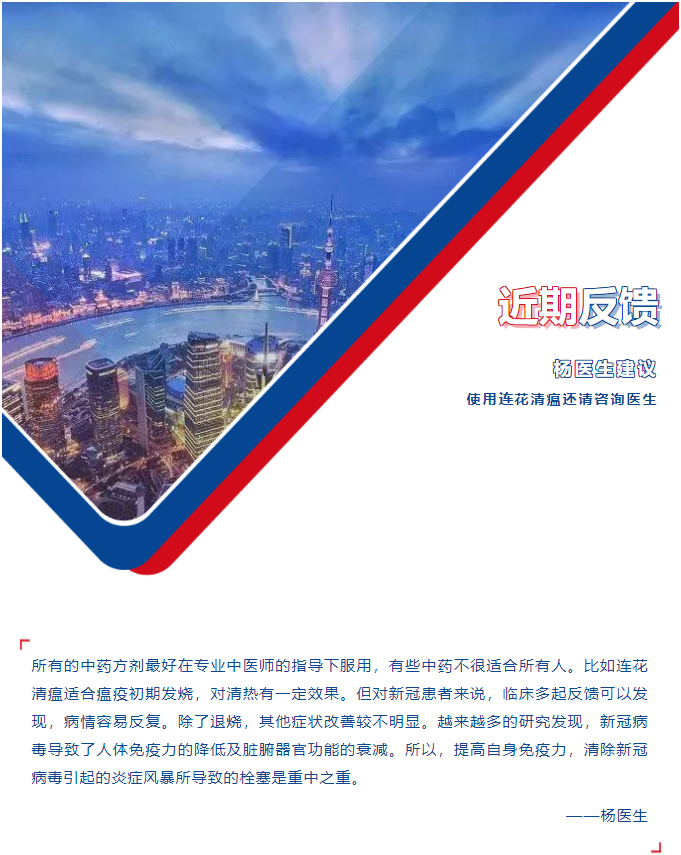 近期反馈
杨医生建议
使用连花清瘟还请咨询医生
所有的中药方剂最好在专业中医师的指导下服用，有些中药不很适合所有人。比如连花
清瘟适合瘟疫初期发烧，对清热有一定效果。但对新冠患者来说，临床多起反馈可以发
现，病情容易反复。除了退烧，其他症状改善较不明显。越来越多的研究发现，新冠病
毒导致了人体免疫力的降低及脏腑器官功能的衰减。所以，提高自身免疫力，清除新冠
病毒引起的炎症风暴所导致的栓塞是重中之重。
——杨医生